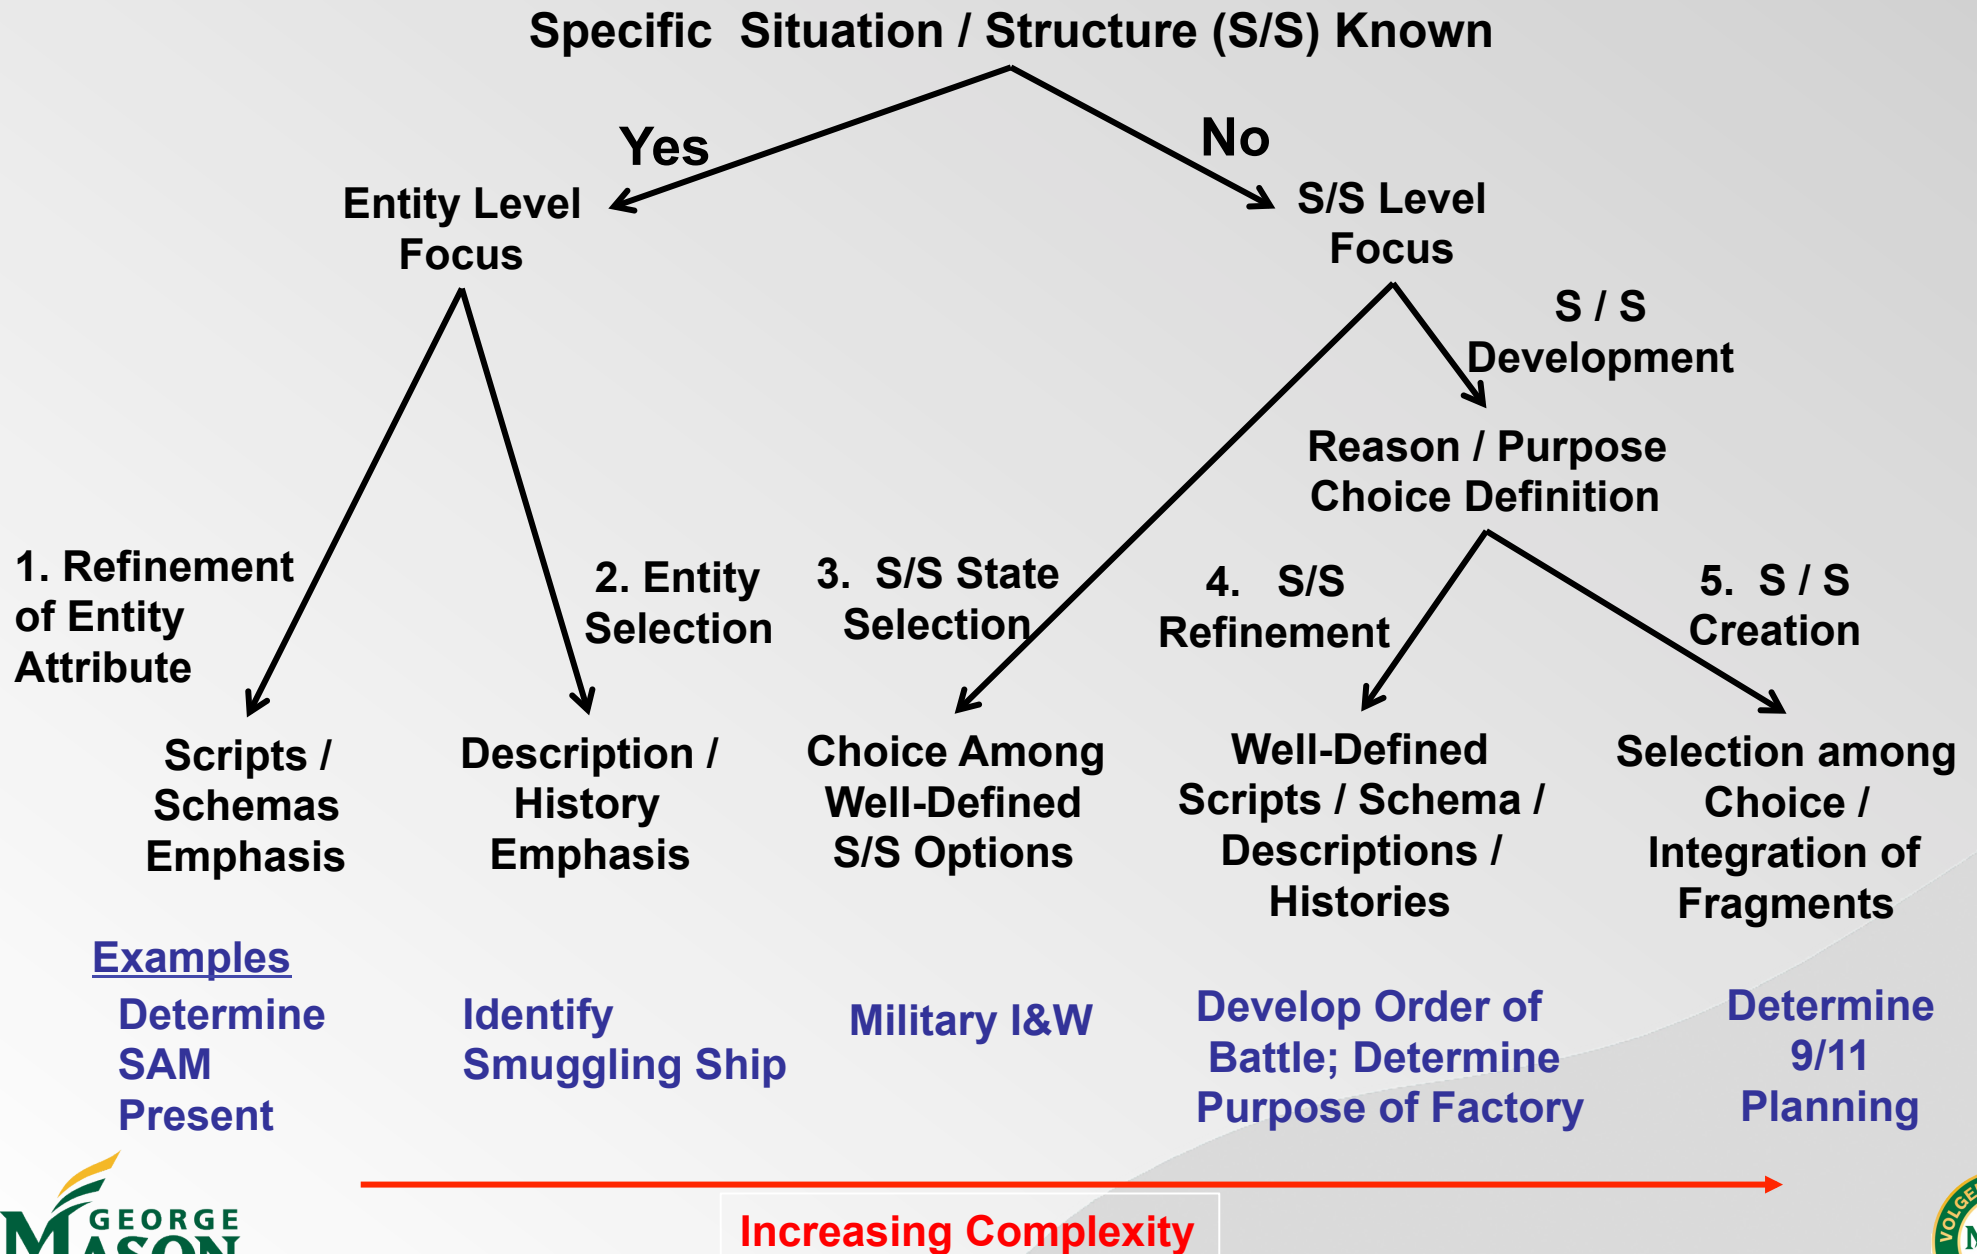 Specific Situation / Structure (S/S) Known
Yes
No
Entity Level
Focus
S/S Level
Focus
S / S
Development
Reason / Purpose
Choice Definition
1. Refinement
of Entity
Attribute
2. Entity
Selection
3. S/S State
Selection
4. S/S
Refinement
5. S / S
Creation
Scripts /
Schemas
Emphasis
Description /
History
Emphasis
Choice Among
Well-Defined
S/S Options
Well-Defined
Scripts / Schema /
Descriptions /
Histories
Selection among
Choice /
Integration of
Fragments
Examples
Determine
SAM
Present
Identify
Smuggling Ship
Military I&W
Develop Order of
Battle; Determine
Purpose of Factory
Determine
9/11
Planning
Increasing Complexity
GEORGE
MASON